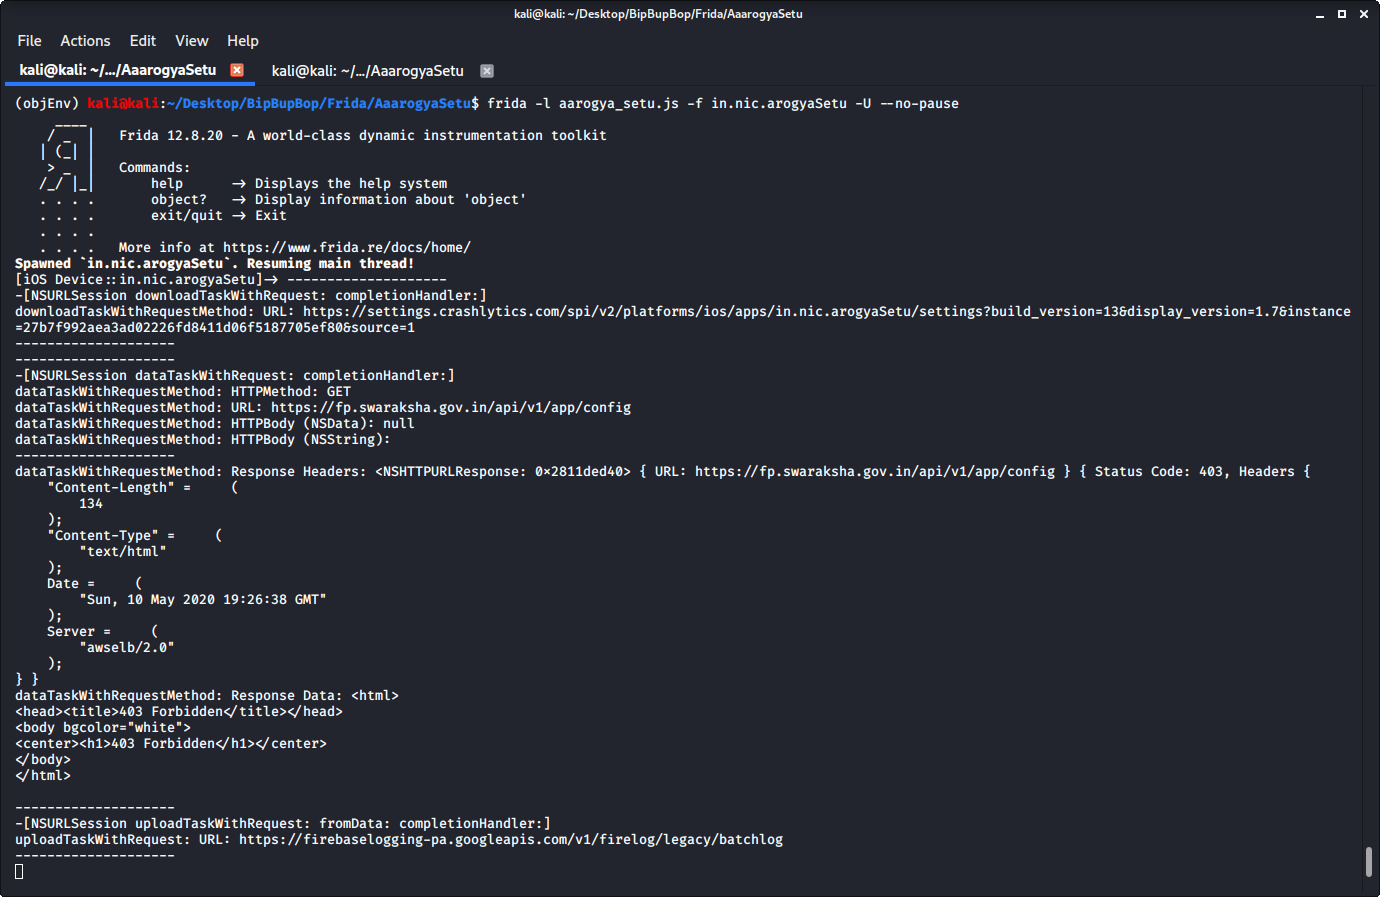 kali@kali: ~/Desktop/BipBupBop/Frida/AaarogyaSetu
File Actions Edit View Help
kali@kali: ~/.../AaarogyaSetu kali@kali: ~/.../AaarogyaSetu
(objEnv) kali@kali:~/Desktop/BipBupBop/Frida/AaarogyaSetu$ frida -l aarogya_setu.js -f in.nic.arogyaSetu -U --no-pause
     ____
    / _  |   Frida 12.8.20 - A world-class dynamic instrumentation toolkit
   | (_| |
    > _  |   Commands:
   /_/ |_|       help      -> Displays the help system
   . . . .       object?   -> Display information about 'object'
   . . . .       exit/quit -> Exit
   . . . .
   . . . .   More info at https://www.frida.re/docs/home/
Spawned `in.nic.arogyaSetu`. Resuming main thread!
[iOS Device::in.nic.arogyaSetu]-> --------------------
-[NSURLSession downloadTaskWithRequest: completionHandler:]
downloadTaskWithRequestMethod: URL: https://settings.crashlytics.com/spi/v2/platforms/ios/apps/in.nic.arogyaSetu/settings?build_version=13&display_version=1.7&instance
=27b7f992aea3ad02226fd8411d06f5187705ef80&source=1
--------------------
--------------------
-[NSURLSession dataTaskWithRequest: completionHandler:]
dataTaskWithRequestMethod: HTTPMethod: GET
dataTaskWithRequestMethod: URL: https://fp.swaraksha.gov.in/api/v1/app/config
dataTaskWithRequestMethod: HTTPBody (NSData): null
dataTaskWithRequestMethod: HTTPBody (NSString):
--------------------
dataTaskWithRequestMethod: Response Headers: <NSHTTPURLResponse: 0x2811ded40> { URL: https://fp.swaraksha.gov.in/api/v1/app/config } { Status Code: 403, Headers {
    "Content-Length" =     (
        134
    );
    "Content-Type" =     (
        "text/html"
    );
    Date =     (
        "Sun, 10 May 2020 19:26:38 GMT"
    );
    Server =     (
        "awselb/2.0"
    );
} }
dataTaskWithRequestMethod: Response Data: <html>
<head><title>403 Forbidden</title></head>
<body bgcolor="white">
<center><h1>403 Forbidden</h1></center>
</body>
</html>

--------------------
-[NSURLSession uploadTaskWithRequest: fromData: completionHandler:]
uploadTaskWithRequest: URL: https://firebaselogging-pa.googleapis.com/v1/firelog/legacy/batchlog
--------------------